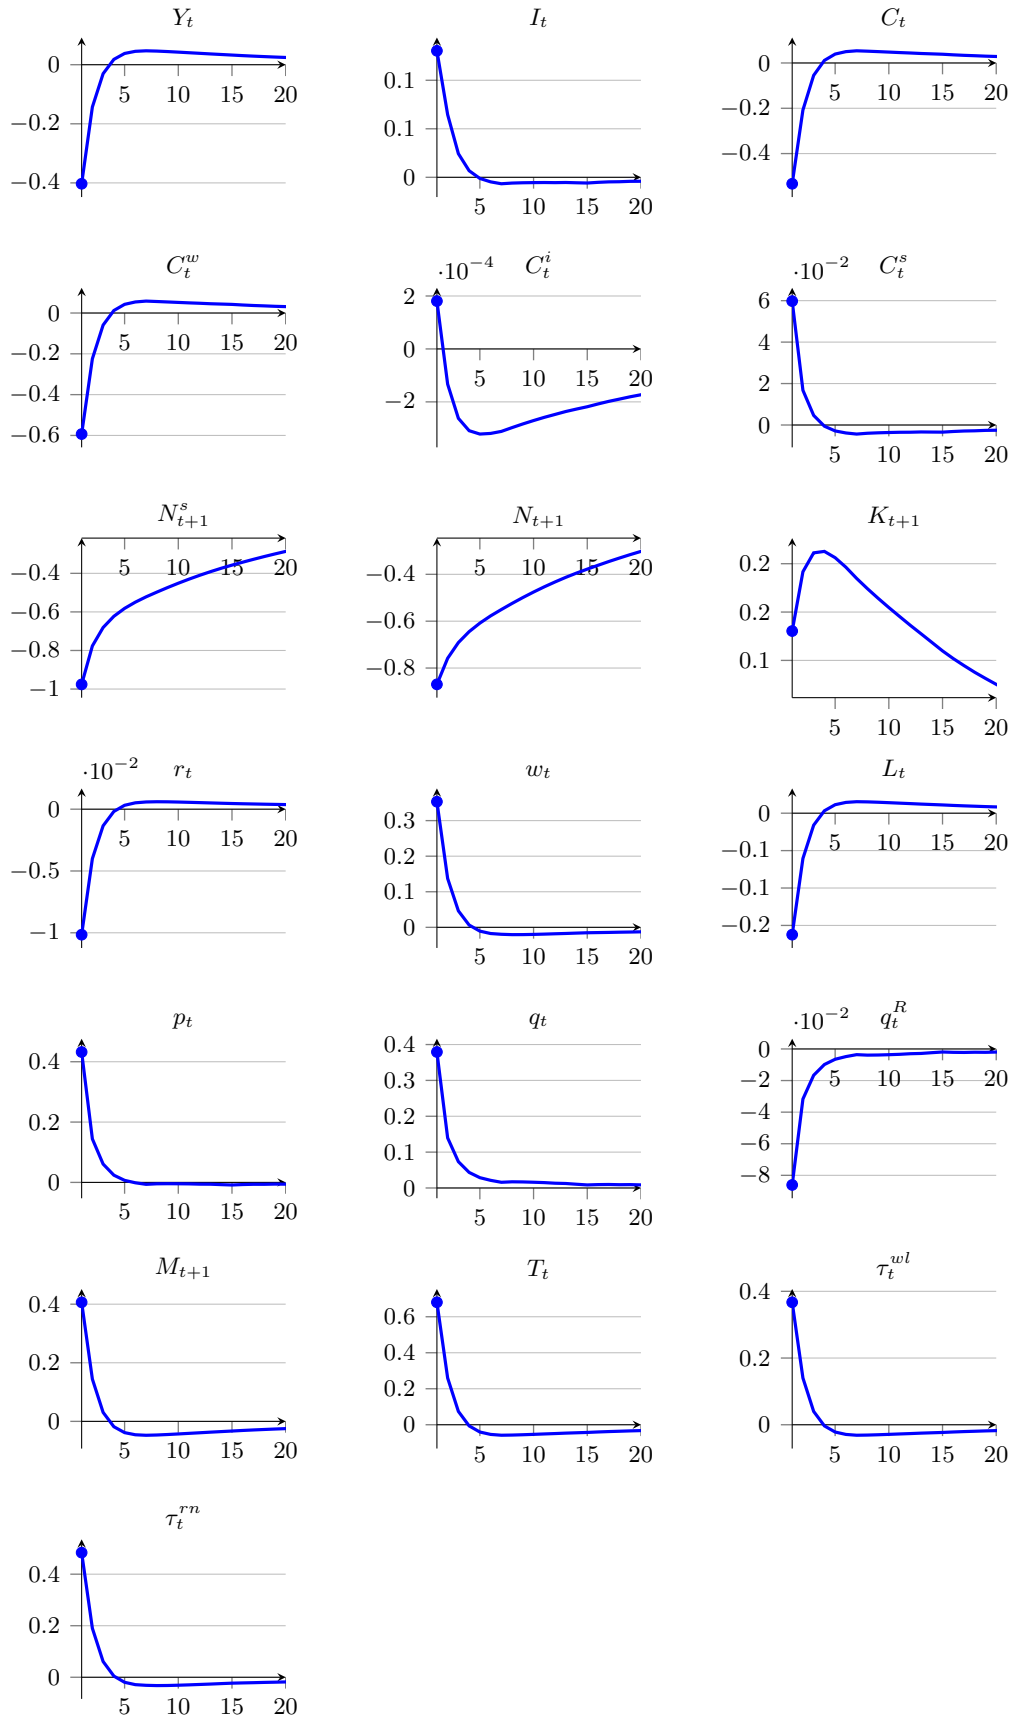 Y_t I_t C_t
0 −0.2 −0.4 5 10 15 20
0.1 0.1 0 5 10 15 20
0 −0.2 −0.4 5 10 15 20
C_t^w C_t^i C_t^s
0 −0.2 −0.4 −0.6 5 10 15 20
·10^{−4} 2 0 −2 5 10 15 20
·10^{−2} 6 4 2 0 5 10 15 20
N_{t+1}^s N_{t+1} K_{t+1}
−0.4 −0.6 −0.8 −1 5 10 15 20
−0.4 −0.6 −0.8 5 10 15 20
0.2 0.2 0.1 5 10 15 20
r_t w_t L_t
·10^{−2} 0 −0.5 −1 5 10 15 20
0.3 0.2 0.1 0 5 10 15 20
0 −0.1 −0.1 −0.2 5 10 15 20
p_t q_t q_t^R
0.4 0.2 0 5 10 15 20
0.4 0.3 0.2 0.1 0 5 10 15 20
·10^{−2} 0 −2 −4 −6 −8 5 10 15 20
M_{t+1} T_t τ_t^{wl}
0.4 0.2 0 5 10 15 20
0.6 0.4 0.2 0 5 10 15 20
0.4 0.2 0 5 10 15 20
τ_t^{rn}
0.4 0.2 0 5 10 15 20